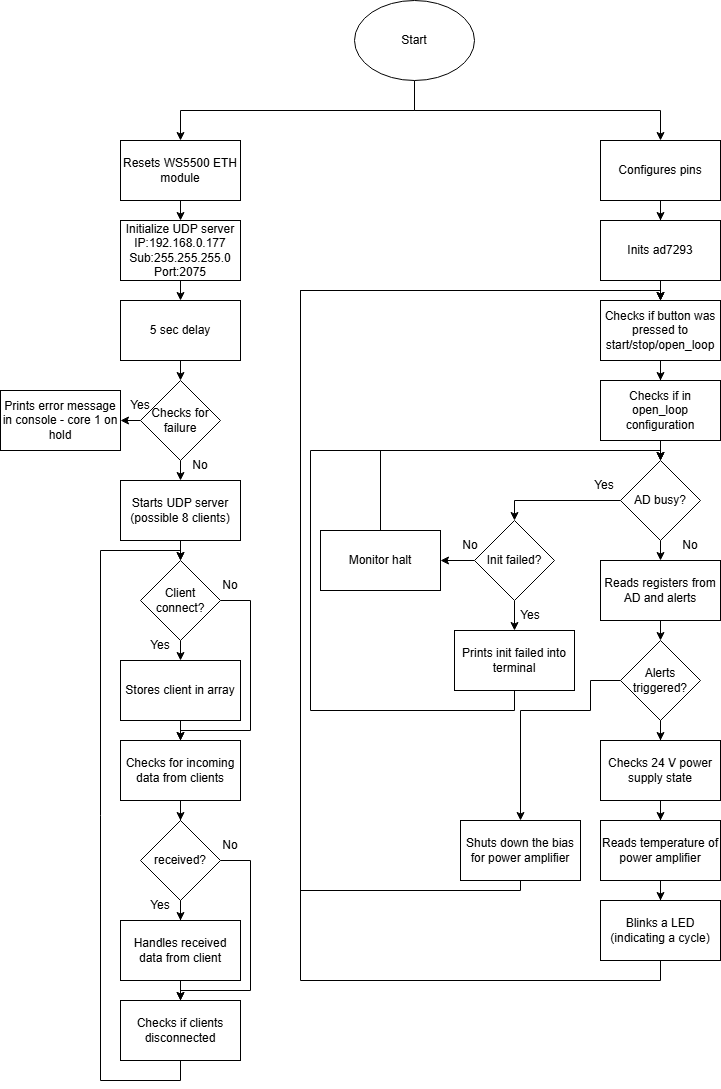 Start
Resets WS5500 ETH
module
Initialize UDP server
IP:192.168.0.177
Sub:255.255.255.0
Port:2075
5 sec delay
Checks for
failure
Yes
Prints error message
in console - core 1 on
hold
No
Starts UDP server
(possible 8 clients)
Client
connect?
No
Yes
Stores client in array
Checks for incoming
data from clients
received?
No
Yes
Handles received
data from client
Checks if clients
disconnected
Configures pins
Inits ad7293
Checks if button was
pressed to
start/stop/open_loop
Checks if in
open_loop
configuration
AD busy?
Yes
No
Init failed?
No
Monitor halt
Yes
Prints init failed into
terminal
Reads registers from
AD and alerts
Alerts
triggered?
Shuts down the bias
for power amplifier
Checks 24 V power
supply state
Reads temperature of
power amplifier
Blinks a LED
(indicating a cycle)